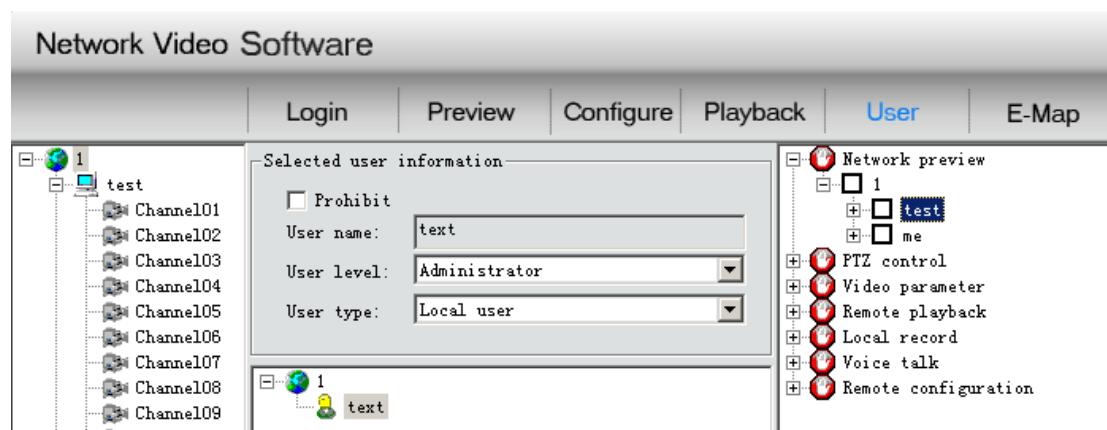 Network Video Software
Login Preview Configure Playback User E-Map
1
test
Channel01
Channel02
Channel03
Channel04
Channel05
Channel06
Channel07
Channel08
Channel09
Selected user information
Prohibit
User name: text
User level: Administrator
User type: Local user
1
text
Network preview
1
test
me
PTZ control
Video parameter
Remote playback
Local record
Voice talk
Remote configuration